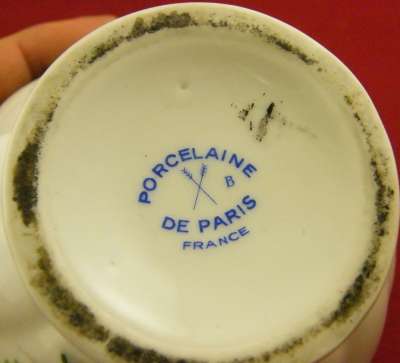 PORCELAINE
B
DE PARIS
FRANCE